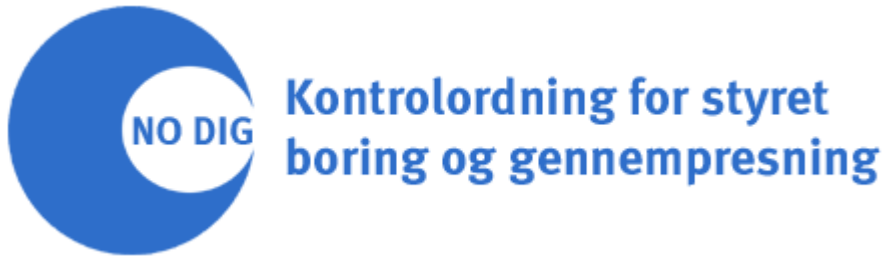 NO DIG
Kontrolordning for styret
boring og gennempresning